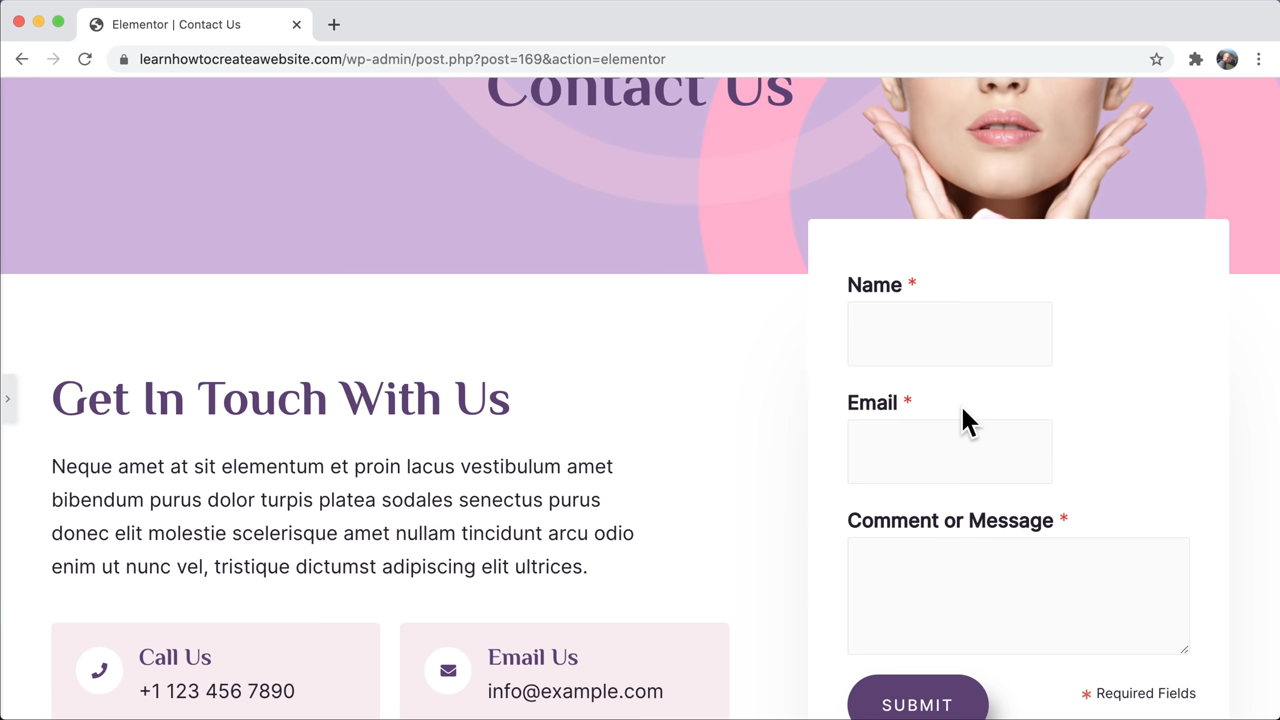 Elementor | Contact Us
learnhowtocreateawebsite.com/wp-admin/post.php?post=169&action=elementor
Contact Us
Name *
Email *
Comment or Message *
SUBMIT
* Required Fields
Get In Touch With Us
Neque amet at sit elementum et proin lacus vestibulum amet
bibendum purus dolor turpis platea sodales senectus purus
donec elit molestie scelerisque amet nullam tincidunt arcu odio
enim ut nunc vel, tristique dictumst adipiscing elit ultrices.
Call Us
+1 123 456 7890
Email Us
info@example.com